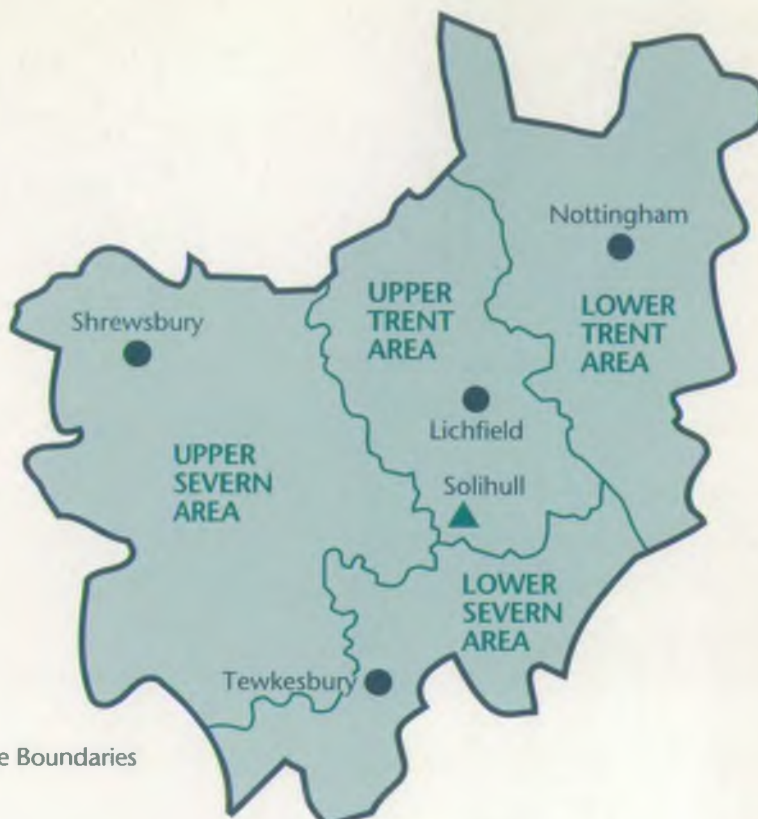 Nottingham
UPPER
TRENT
AREA
LOWER
TRENT
AREA
Shrewsbury
Lichfield
UPPER
SEVERN
AREA
Solihull
LOWER
SEVERN
AREA
Tewkesbury
Boundaries